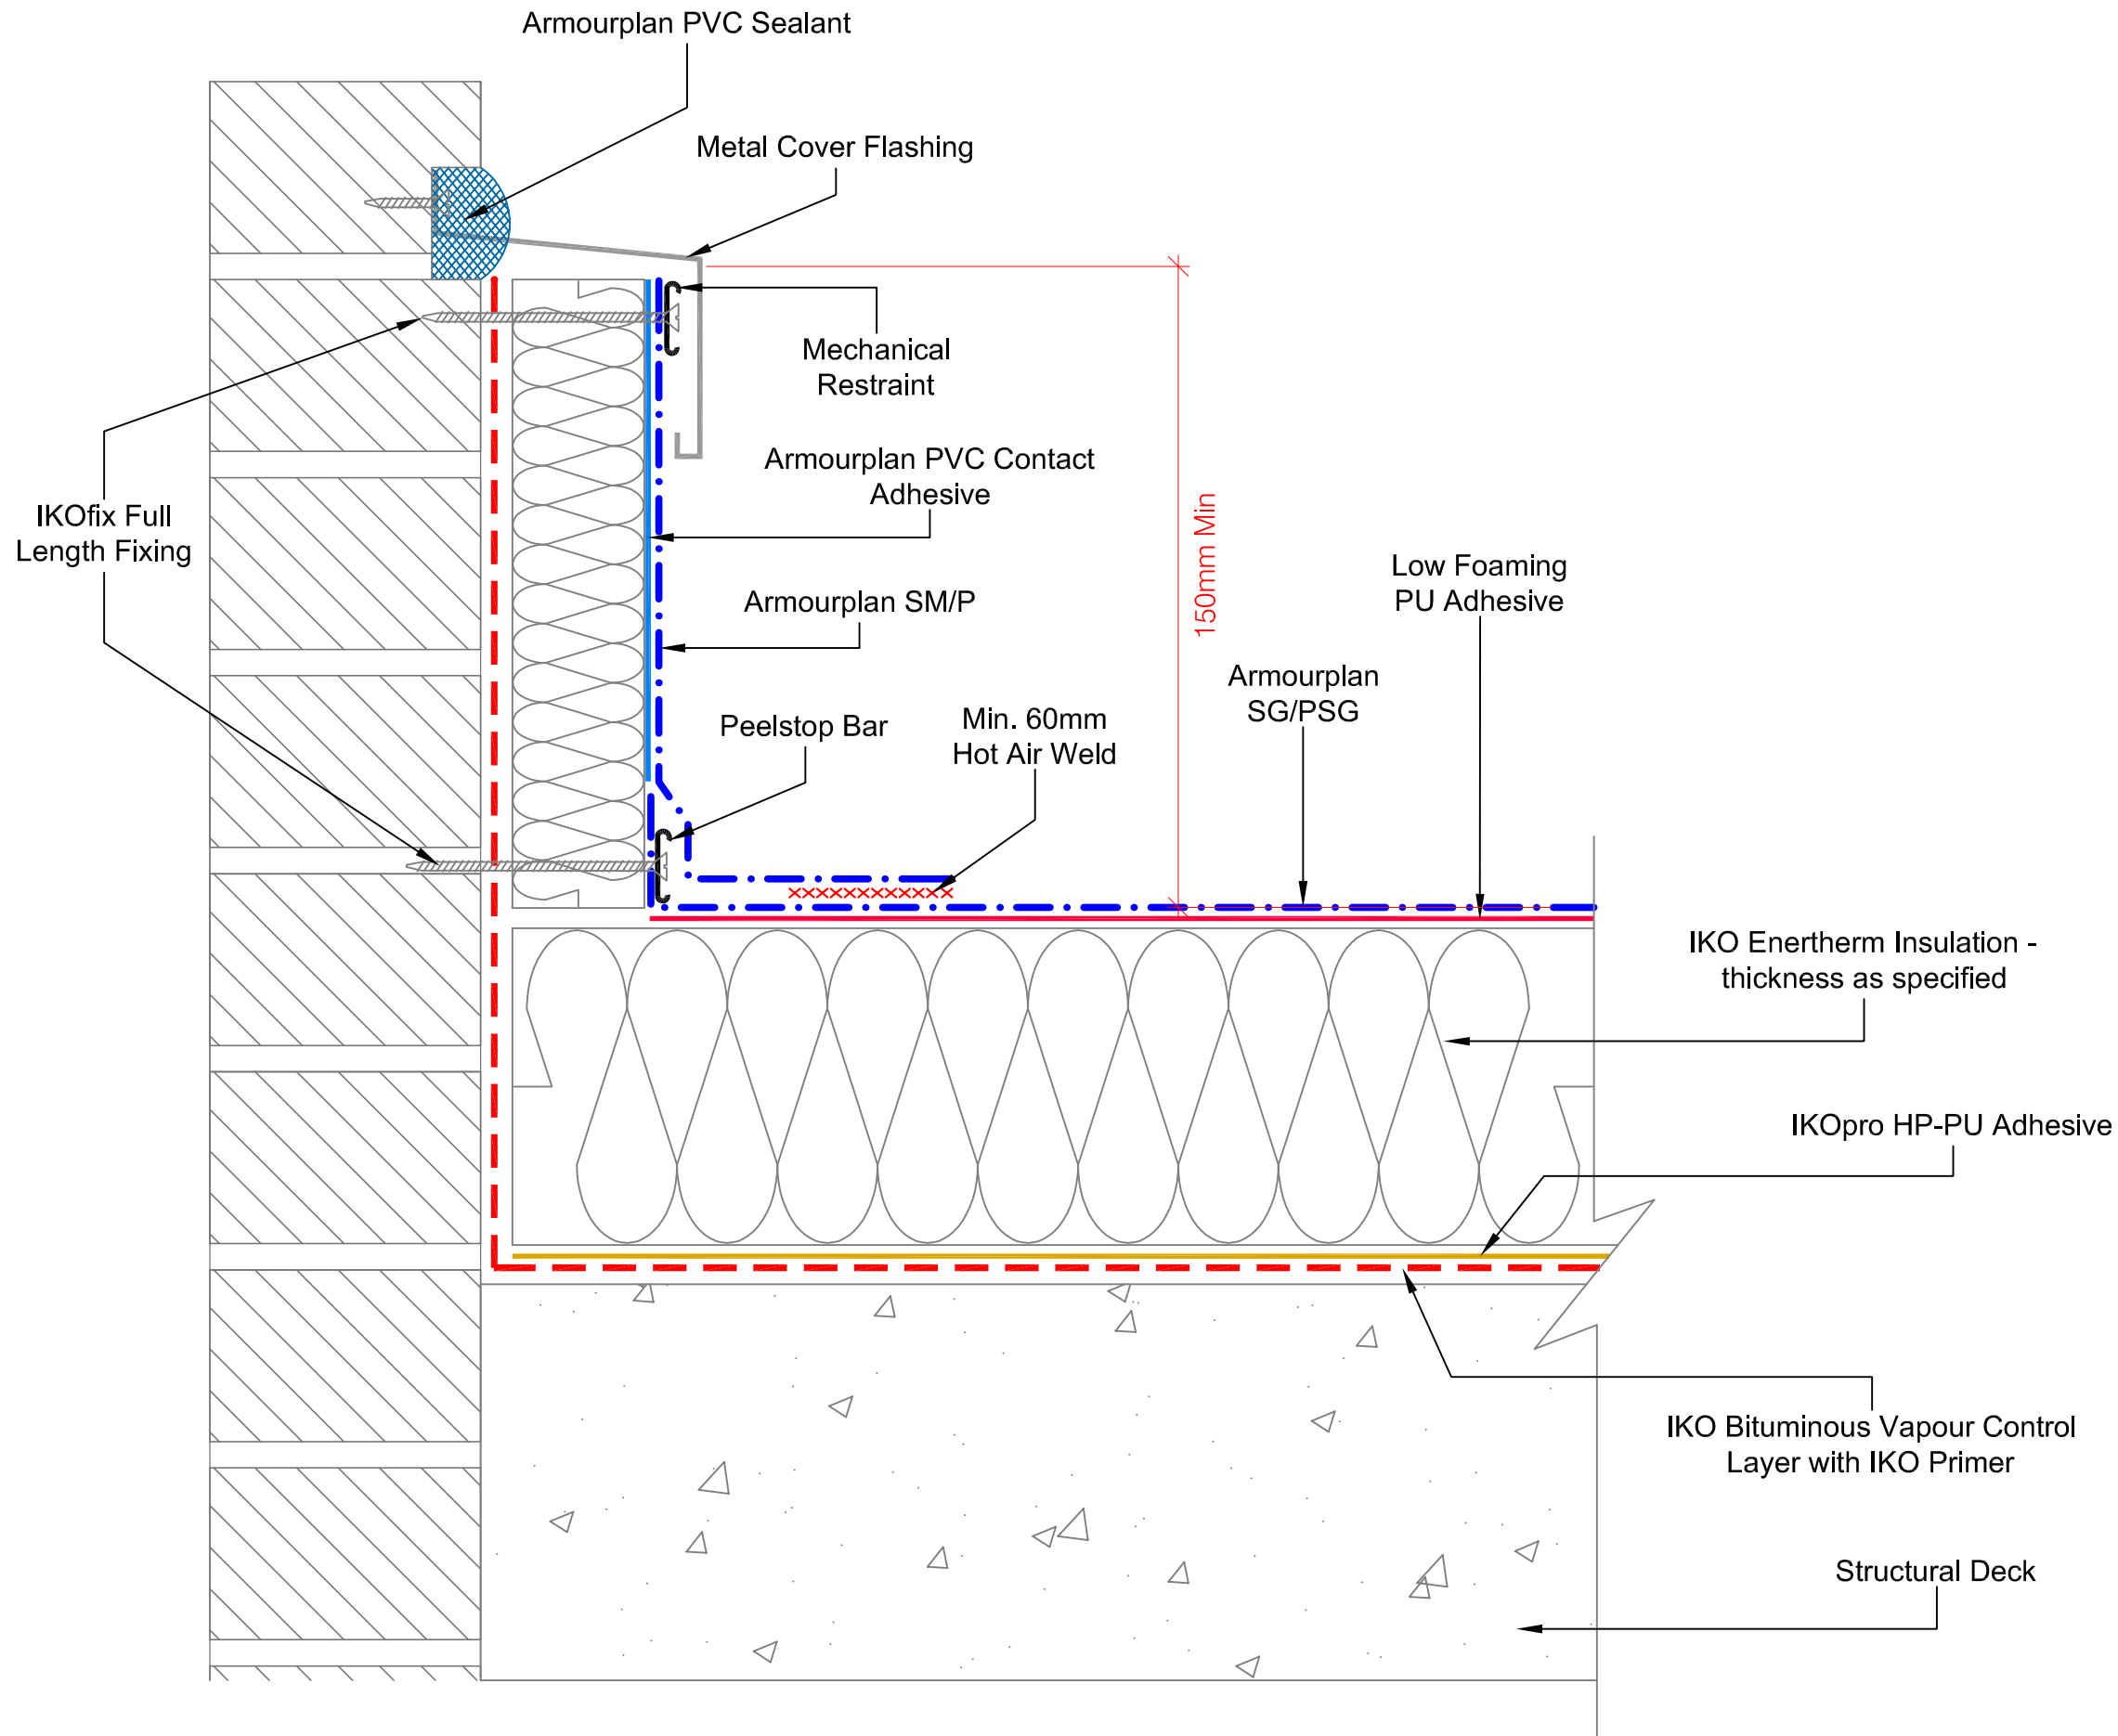 Armourplan PVC Sealant
Metal Cover Flashing
Mechanical
Restraint
Armourplan PVC Contact
Adhesive
IKOfix Full
Length Fixing
150mm Min
Low Foaming
PU Adhesive
Armourplan SM/P
Armourplan
SG/PSG
Peelstop Bar
Min. 60mm
Hot Air Weld
IKO Enertherm Insulation -
thickness as specified
IKOpro HP-PU Adhesive
IKO Bituminous Vapour Control
Layer with IKO Primer
Structural Deck